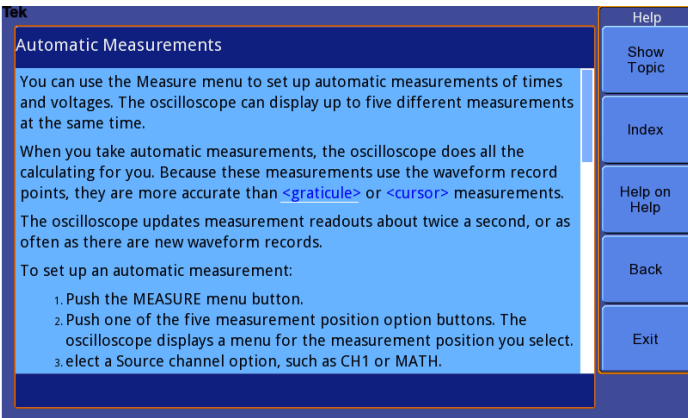 Tek
Automatic Measurements
You can use the Measure menu to set up automatic measurements of times
and voltages. The oscilloscope can display up to five different measurements
at the same time.
When you take automatic measurements, the oscilloscope does all the
calculating for you. Because these measurements use the waveform record
points, they are more accurate than <graticule> or <cursor> measurements.
The oscilloscope updates measurement readouts about twice a second, or as
often as there are new waveform records.
To set up an automatic measurement:
1. Push the MEASURE menu button.
2. Push one of the five measurement position option buttons. The
oscilloscope displays a menu for the measurement position you select.
3. elect a Source channel option, such as CH1 or MATH.
Help
Show
Topic
Index
Help on
Help
Back
Exit